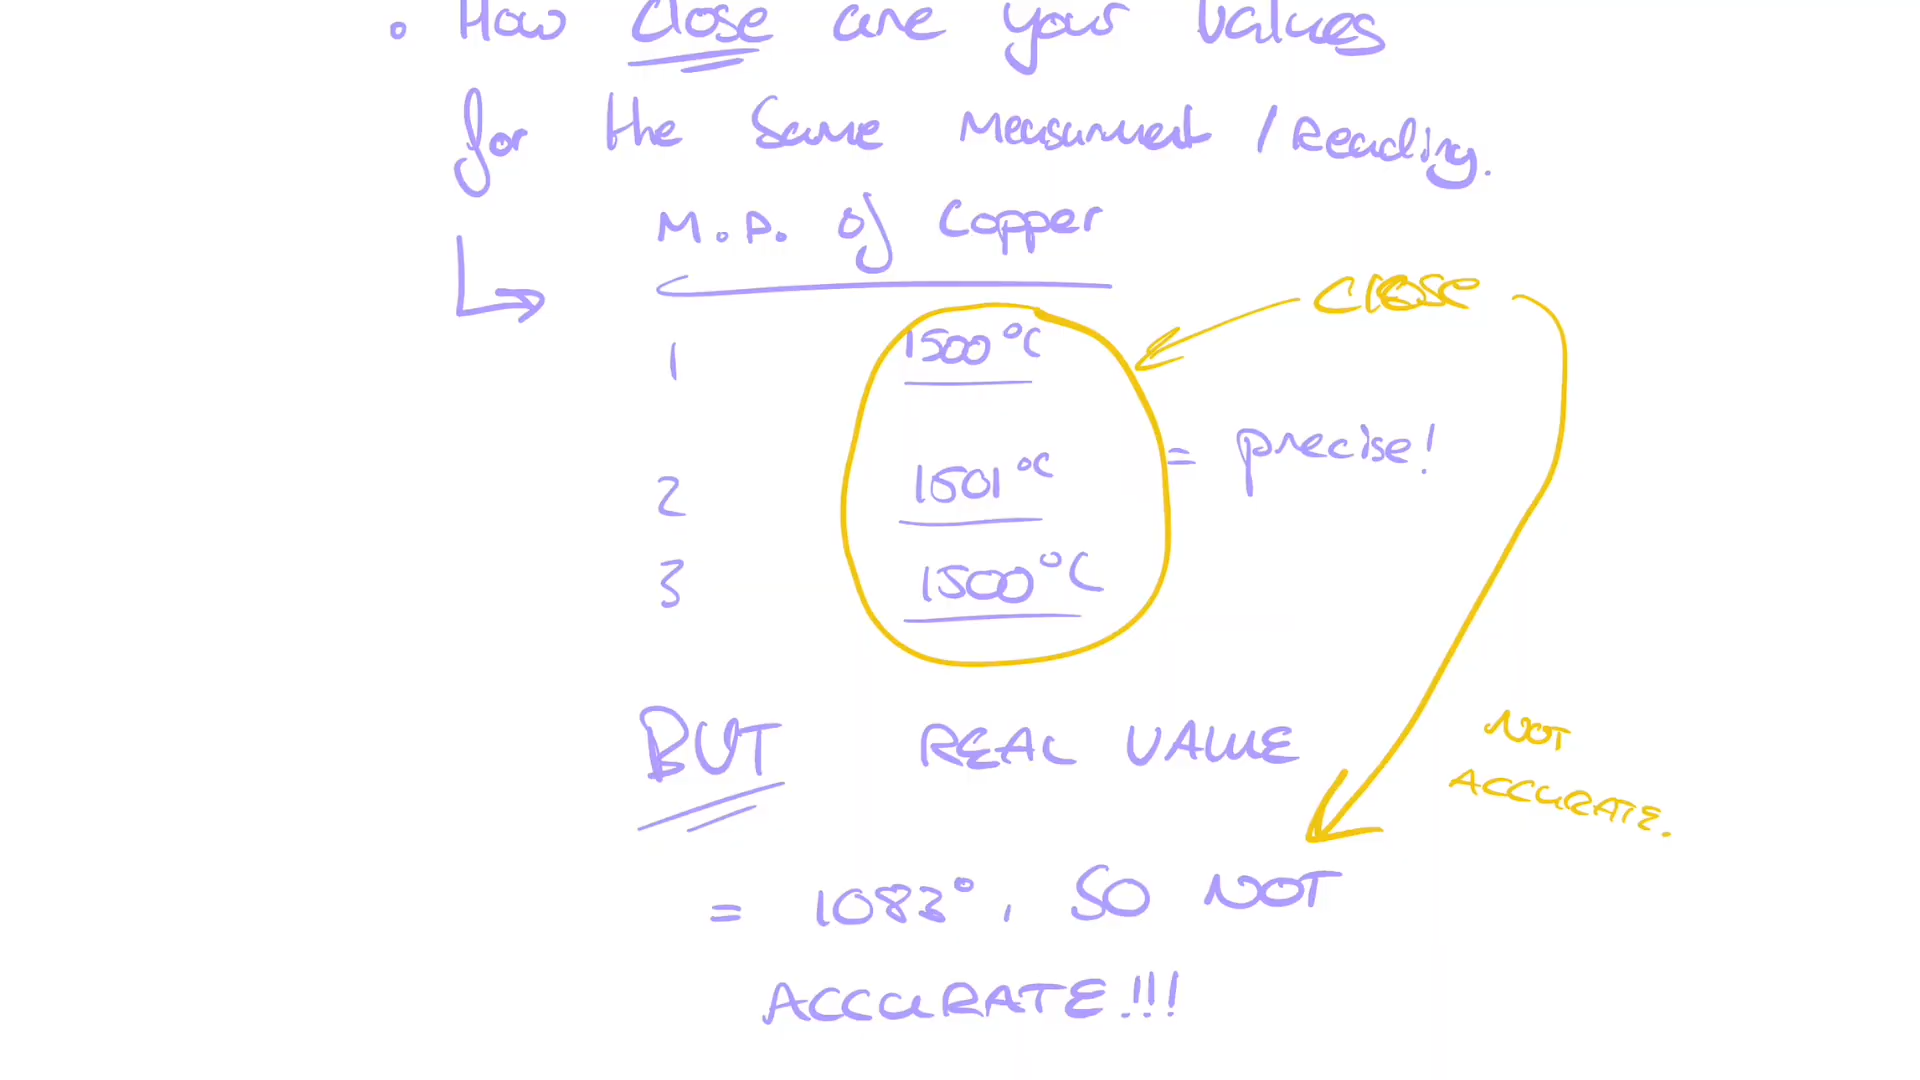 • How close are your values
for the same measurment / Reading.
M.P. of Copper
close
1 1500°C
= precise!
2 1501°C
3 1500°C
BUT REAL VALUE
NOT
ACCURATE.
= 1083°, SO NOT
ACCURATE!!!